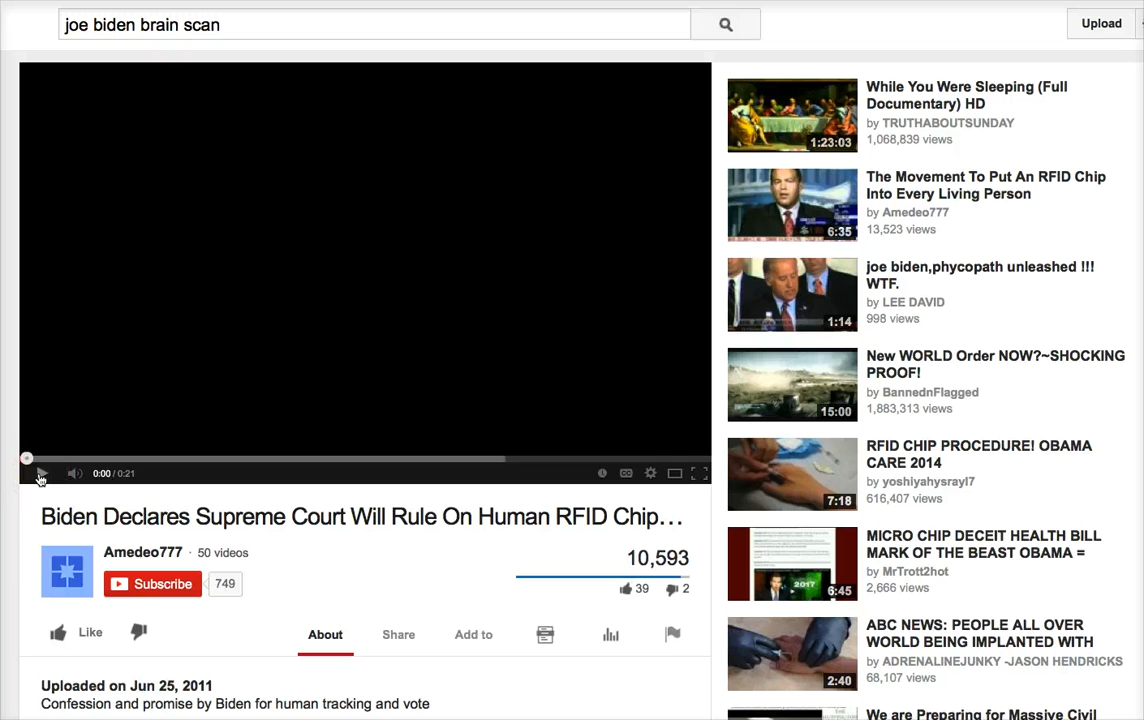 joe biden brain scan
Upload
0:00 / 0:21
Biden Declares Supreme Court Will Rule On Human RFID Chip...
Amedeo777 · 50 videos
Subscribe 749
10,593
39 2
Like
About Share Add to
Uploaded on Jun 25, 2011
Confession and promise by Biden for human tracking and vote
1:23:03
While You Were Sleeping (Full
Documentary) HD
by TRUTHABOUTSUNDAY
1,068,839 views
6:35
The Movement To Put An RFID Chip
Into Every Living Person
by Amedeo777
13,523 views
1:14
joe biden,phycopath unleashed !!!
WTF.
by LEE DAVID
998 views
15:00
New WORLD Order NOW?~SHOCKING
PROOF!
by BannednFlagged
1,883,313 views
7:18
RFID CHIP PROCEDURE! OBAMA
CARE 2014
by yoshiyahysrayl7
616,407 views
2017
6:45
MICRO CHIP DECEIT HEALTH BILL
MARK OF THE BEAST OBAMA =
by MrTrott2hot
2,666 views
2:40
ABC NEWS: PEOPLE ALL OVER
WORLD BEING IMPLANTED WITH
by ADRENALINEJUNKY -JASON HENDRICKS
68,107 views
We are Preparing for Massive Civil